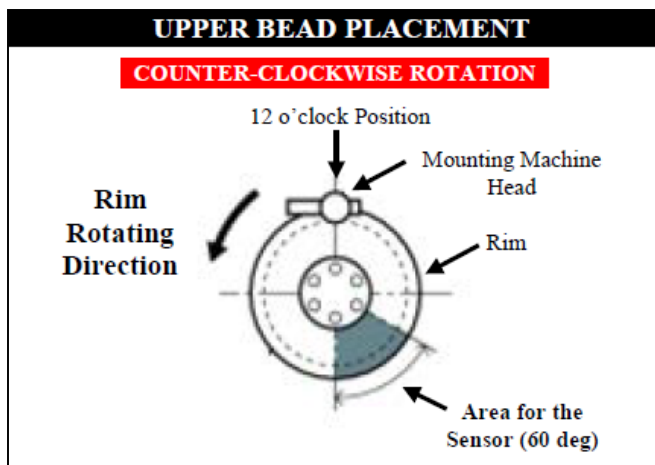 UPPER BEAD PLACEMENT
COUNTER-CLOCKWISE ROTATION
12 o’clock Position
Mounting Machine
Head
Rim
Rotating
Direction
Rim
Area for the
Sensor (60 deg)